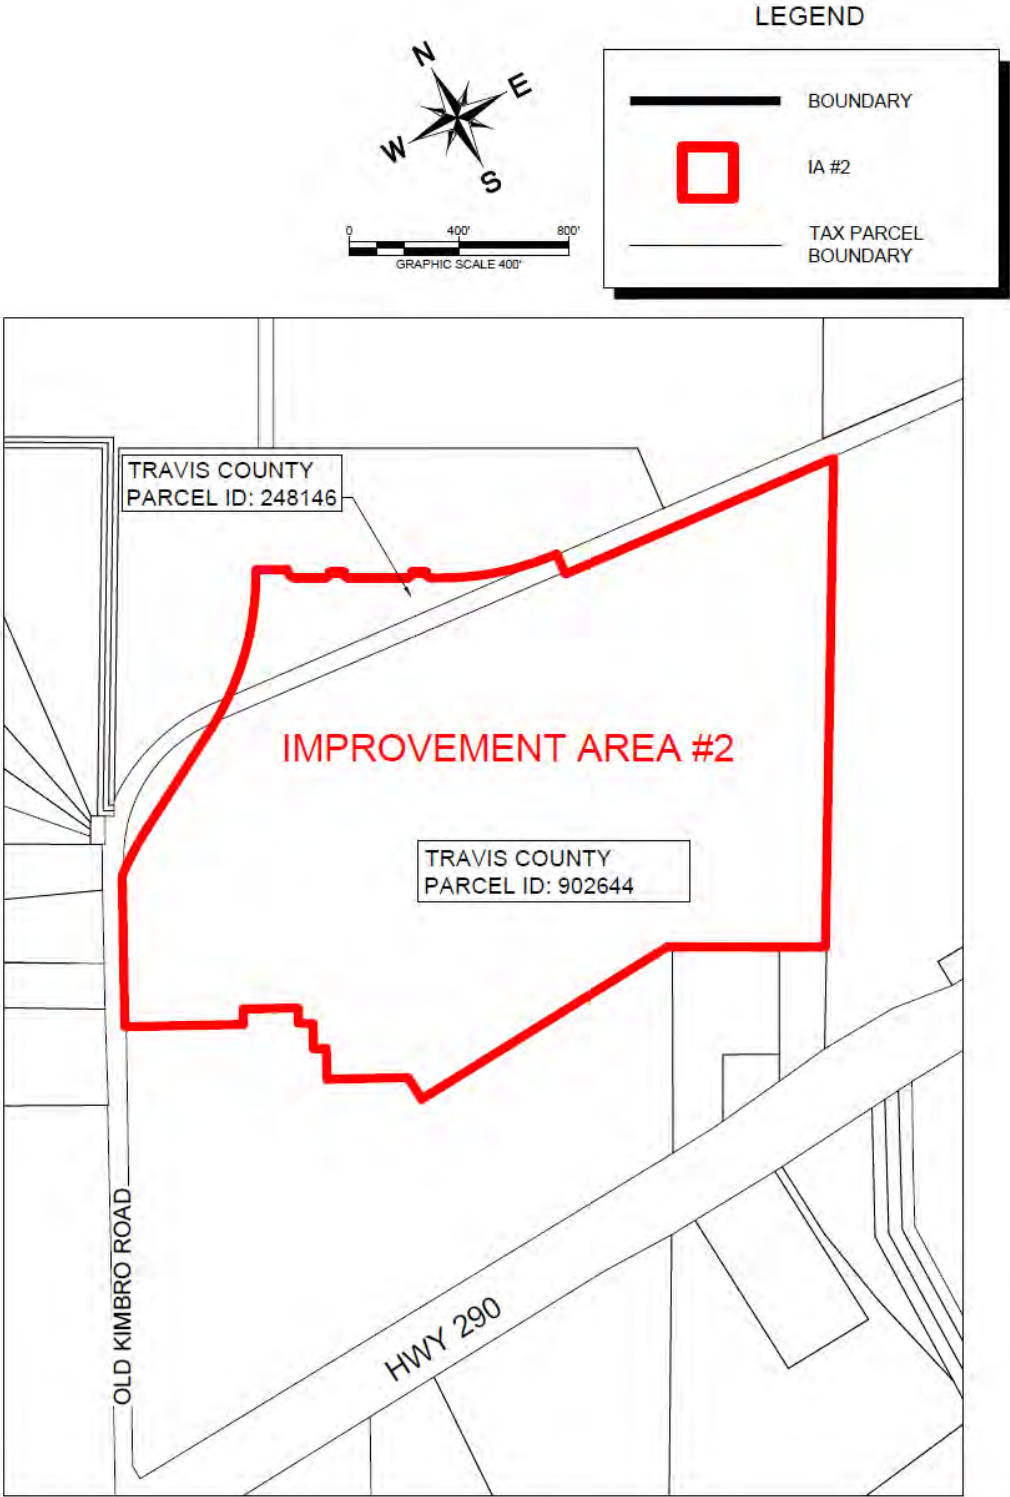 LEGEND
N
E
W
S
BOUNDARY
IA #2
TAX PARCEL
BOUNDARY
0 400' 800'
GRAPHIC SCALE 400'
TRAVIS COUNTY
PARCEL ID: 248146
IMPROVEMENT AREA #2
TRAVIS COUNTY
PARCEL ID: 902644
OLD KIMBRO ROAD
HWY 290